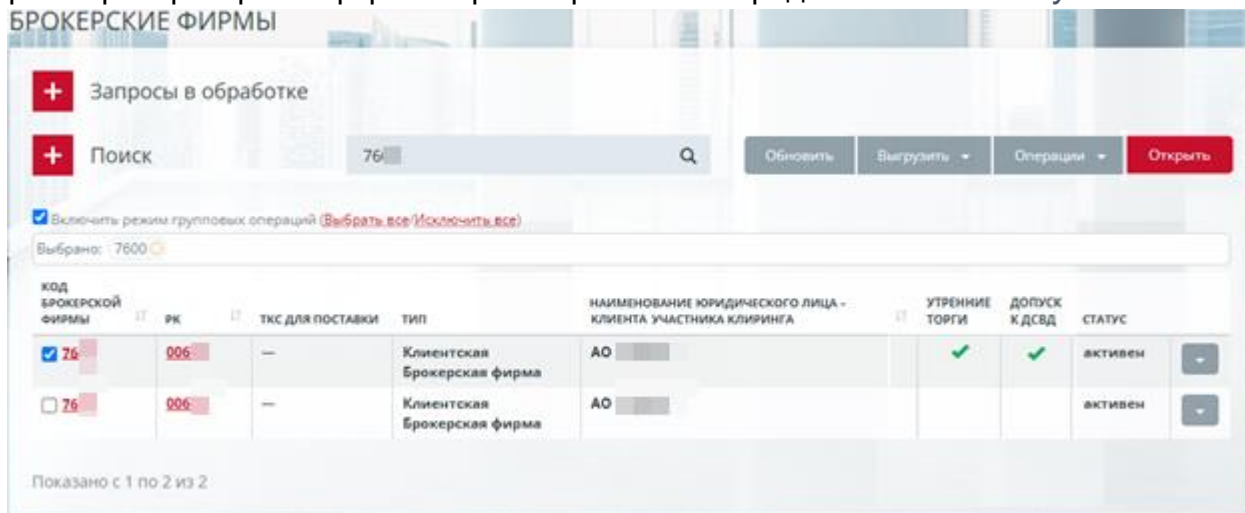 БРОКЕРСКИЕ ФИРМЫ
+ Запросы в обработке
+ Поиск 76 Обновить Выгрузить Операции Открыть
Включить режим групповых операций (Выбрать все/Исключить все)
Выбрано: 7600
КОД БРОКЕРСКОЙ ФИРМЫ РК ТКС ДЛЯ ПОСТАВКИ ТИП НАИМЕНОВАНИЕ ЮРИДИЧЕСКОГО ЛИЦА - КЛИЕНТА УЧАСТНИКА КЛИРИНГА УТРЕННИЕ ТОРГИ ДОПУСК К ДСВД СТАТУС
76 006 — Клиентская Брокерская фирма АО ✔ ✔ активен
76 006 — Клиентская Брокерская фирма АО активен
Показано с 1 по 2 из 2